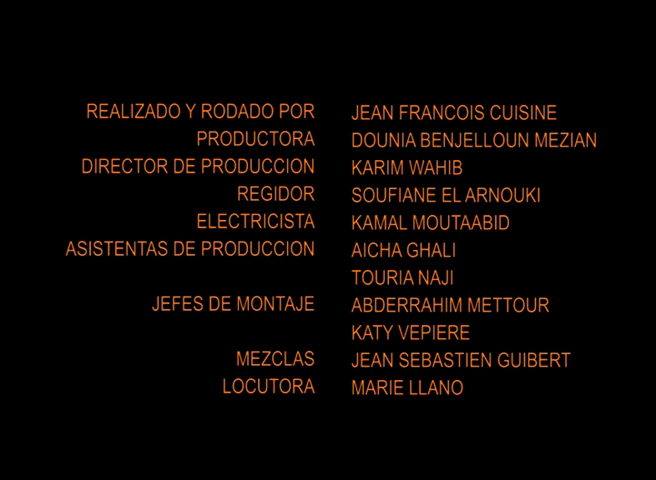 REALIZADO Y RODADO POR JEAN FRANCOIS CUISINE
PRODUCTORA DOUNIA BENJELLOUN MEZIAN
DIRECTOR DE PRODUCCION KARIM WAHIB
REGIDOR SOUFIANE EL ARNOUKI
ELECTRICISTA KAMAL MOUTAABID
ASISTENTAS DE PRODUCCION AICHA GHALI
TOURIA NAJI
JEFES DE MONTAJE ABDERRAHIM METTOUR
KATY VEPIERE
MEZCLAS JEAN SEBASTIEN GUIBERT
LOCUTORA MARIE LLANO